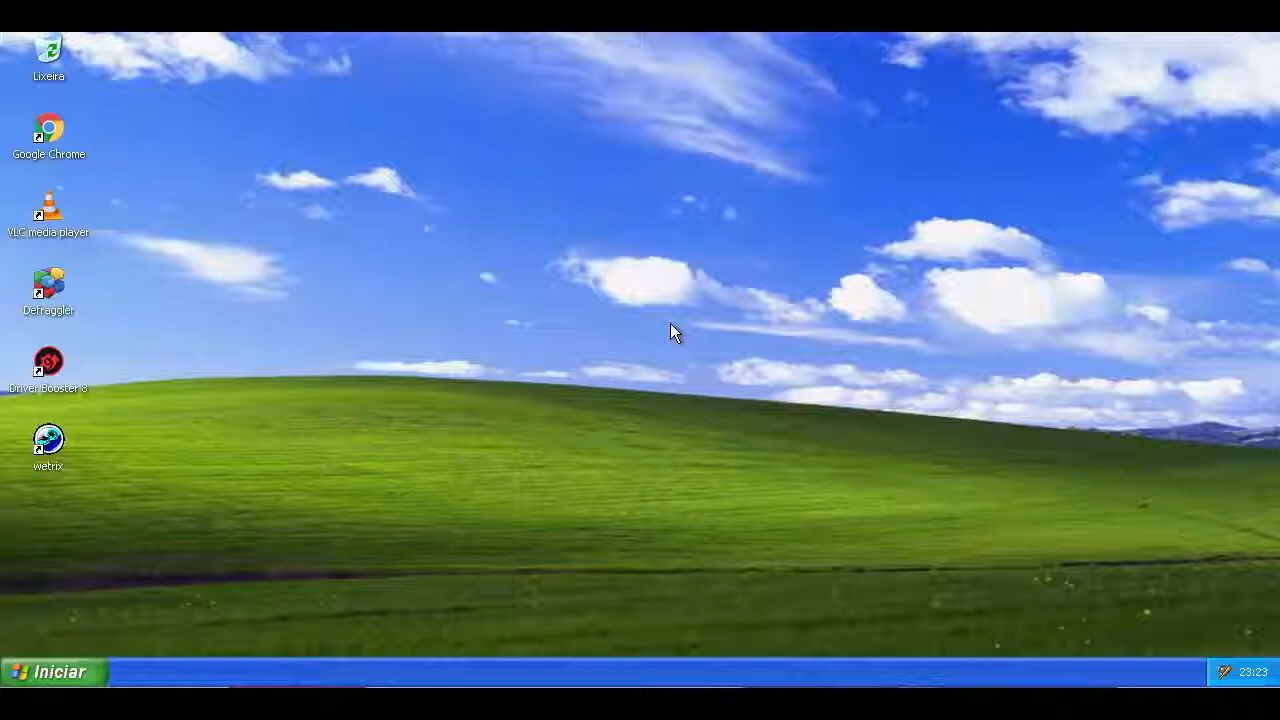 Lixeira
Google Chrome
VLC media player
Defraggler
Driver Booster 8
wetrix
Iniciar
23:23